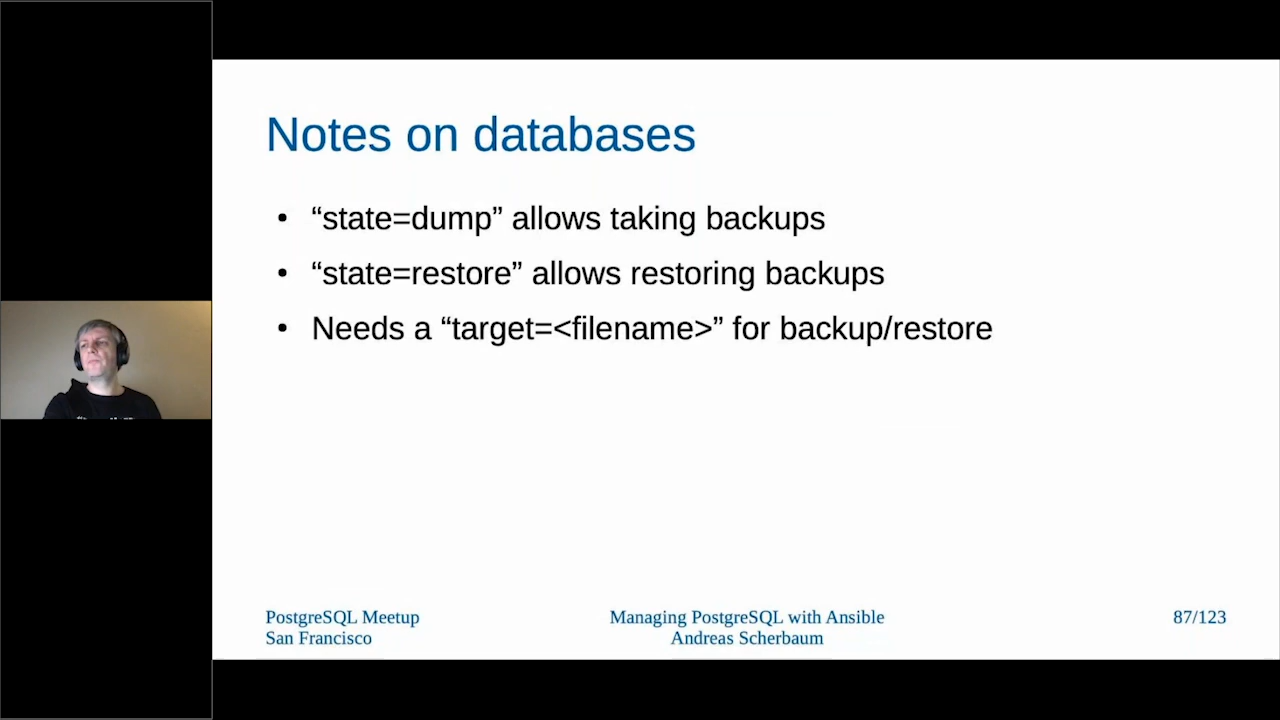 Notes on databases
• “state=dump” allows taking backups
• “state=restore” allows restoring backups
• Needs a “target=<filename>” for backup/restore
PostgreSQL Meetup
San Francisco
Managing PostgreSQL with Ansible
Andreas Scherbaum
87/123